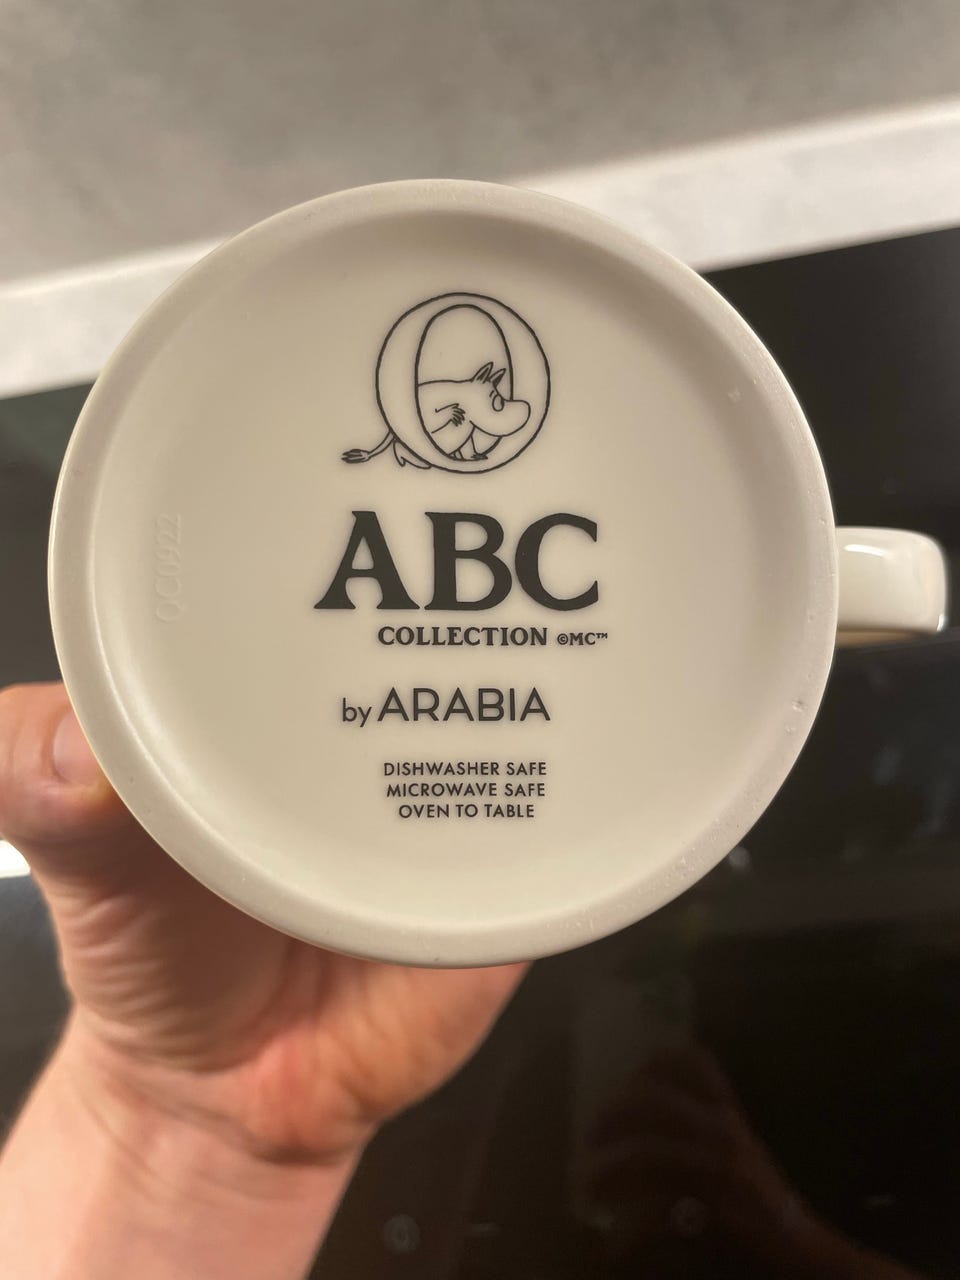 O
ABC
COLLECTION ©MC™
by ARABIA
DISHWASHER SAFE
MICROWAVE SAFE
OVEN TO TABLE
QC0922